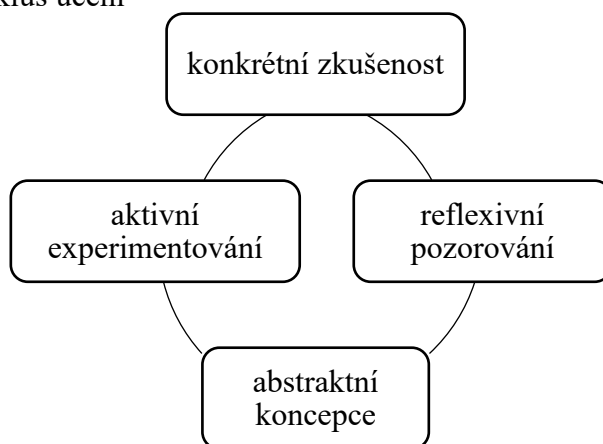 konkrétní zkušenost
aktivní
experimentování
reflexivní
pozorování
abstraktní
koncepce